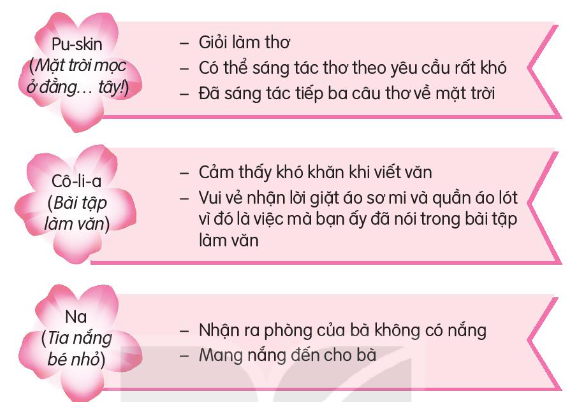 Pu-skin
(Mặt trời mọc
ở đằng... tây!)
– Giỏi làm thơ
– Có thể sáng tác thơ theo yêu cầu rất khó
– Đã sáng tác tiếp ba câu thơ về mặt trời
Cô-li-a
(Bài tập
làm văn)
– Cảm thấy khó khăn khi viết văn
– Vui vẻ nhận lời giặt áo sơ mi và quần áo lót
vì đó là việc mà bạn ấy đã nói trong bài tập
làm văn
Na
(Tia nắng
bé nhỏ)
– Nhận ra phòng của bà không có nắng
– Mang nắng đến cho bà